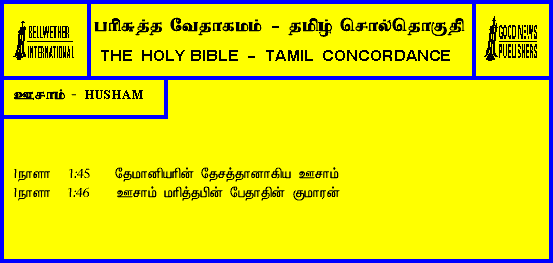 BELLWETHER
INTERNATIONAL
பரிசுத்த வேதாகமம் - தமிழ் சொல்தொகுதி
THE HOLY BIBLE - TAMIL CONCORDANCE
GOOD NEWS
PUBLISHERS
ஊசாம் - HUSHAM
1நாளா 1:45 தேமானியரின் தேசத்தானாகிய ஊசாம்
1நாளா 1:46 ஊசாம் மரித்தபின் பேதாதின் குமாரன்